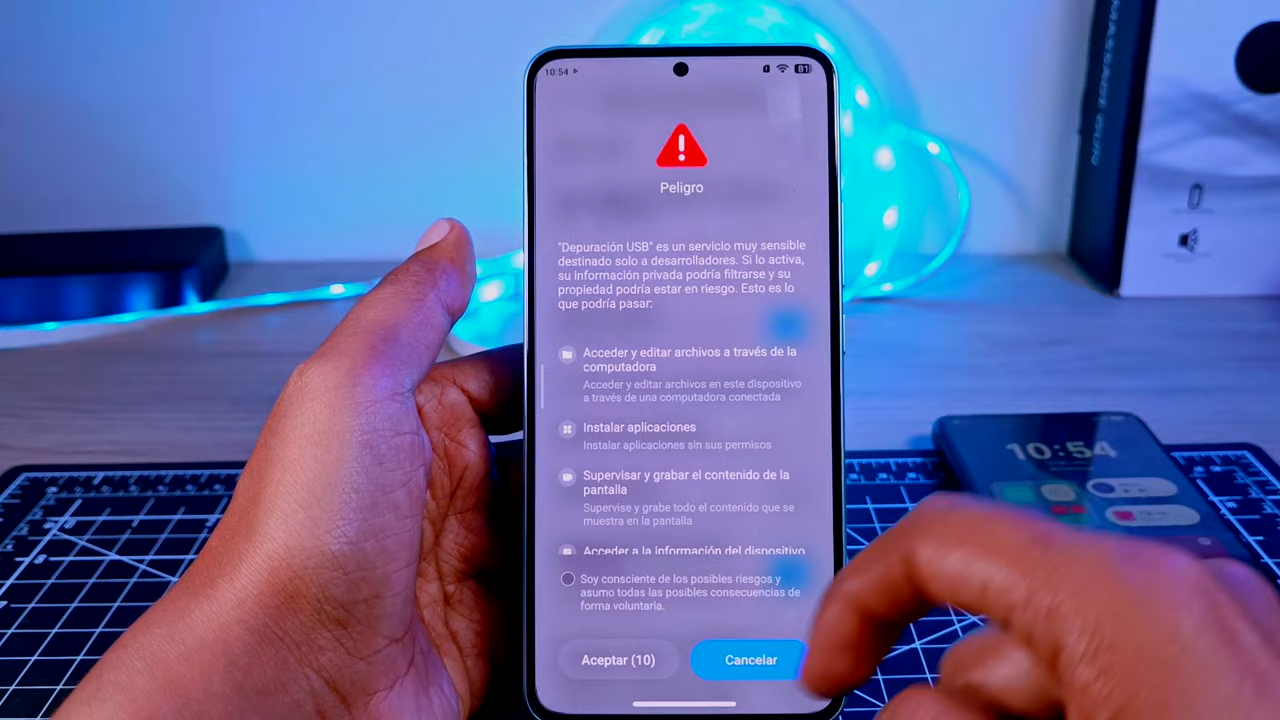 MASSAGE GUN
10:54
81
Peligro
"Depuración USB" es un servicio muy sensible
destinado solo a desarrolladores. Si lo activa,
su información privada podría filtrarse y su
propiedad podría estar en riesgo. Esto es lo
que podría pasar:
Acceder y editar archivos a través de la
computadora
Acceder y editar archivos en este dispositivo
a través de una computadora conectada
Instalar aplicaciones
Instalar aplicaciones sin sus permisos
Supervisar y grabar el contenido de la
pantalla
Supervise y grabe todo el contenido que se
muestra en la pantalla
Acceder a la información del dispositivo
Soy consciente de los posibles riesgos y
asumo todas las posibles consecuencias de
forma voluntaria.
Aceptar (10)
Cancelar
10:54